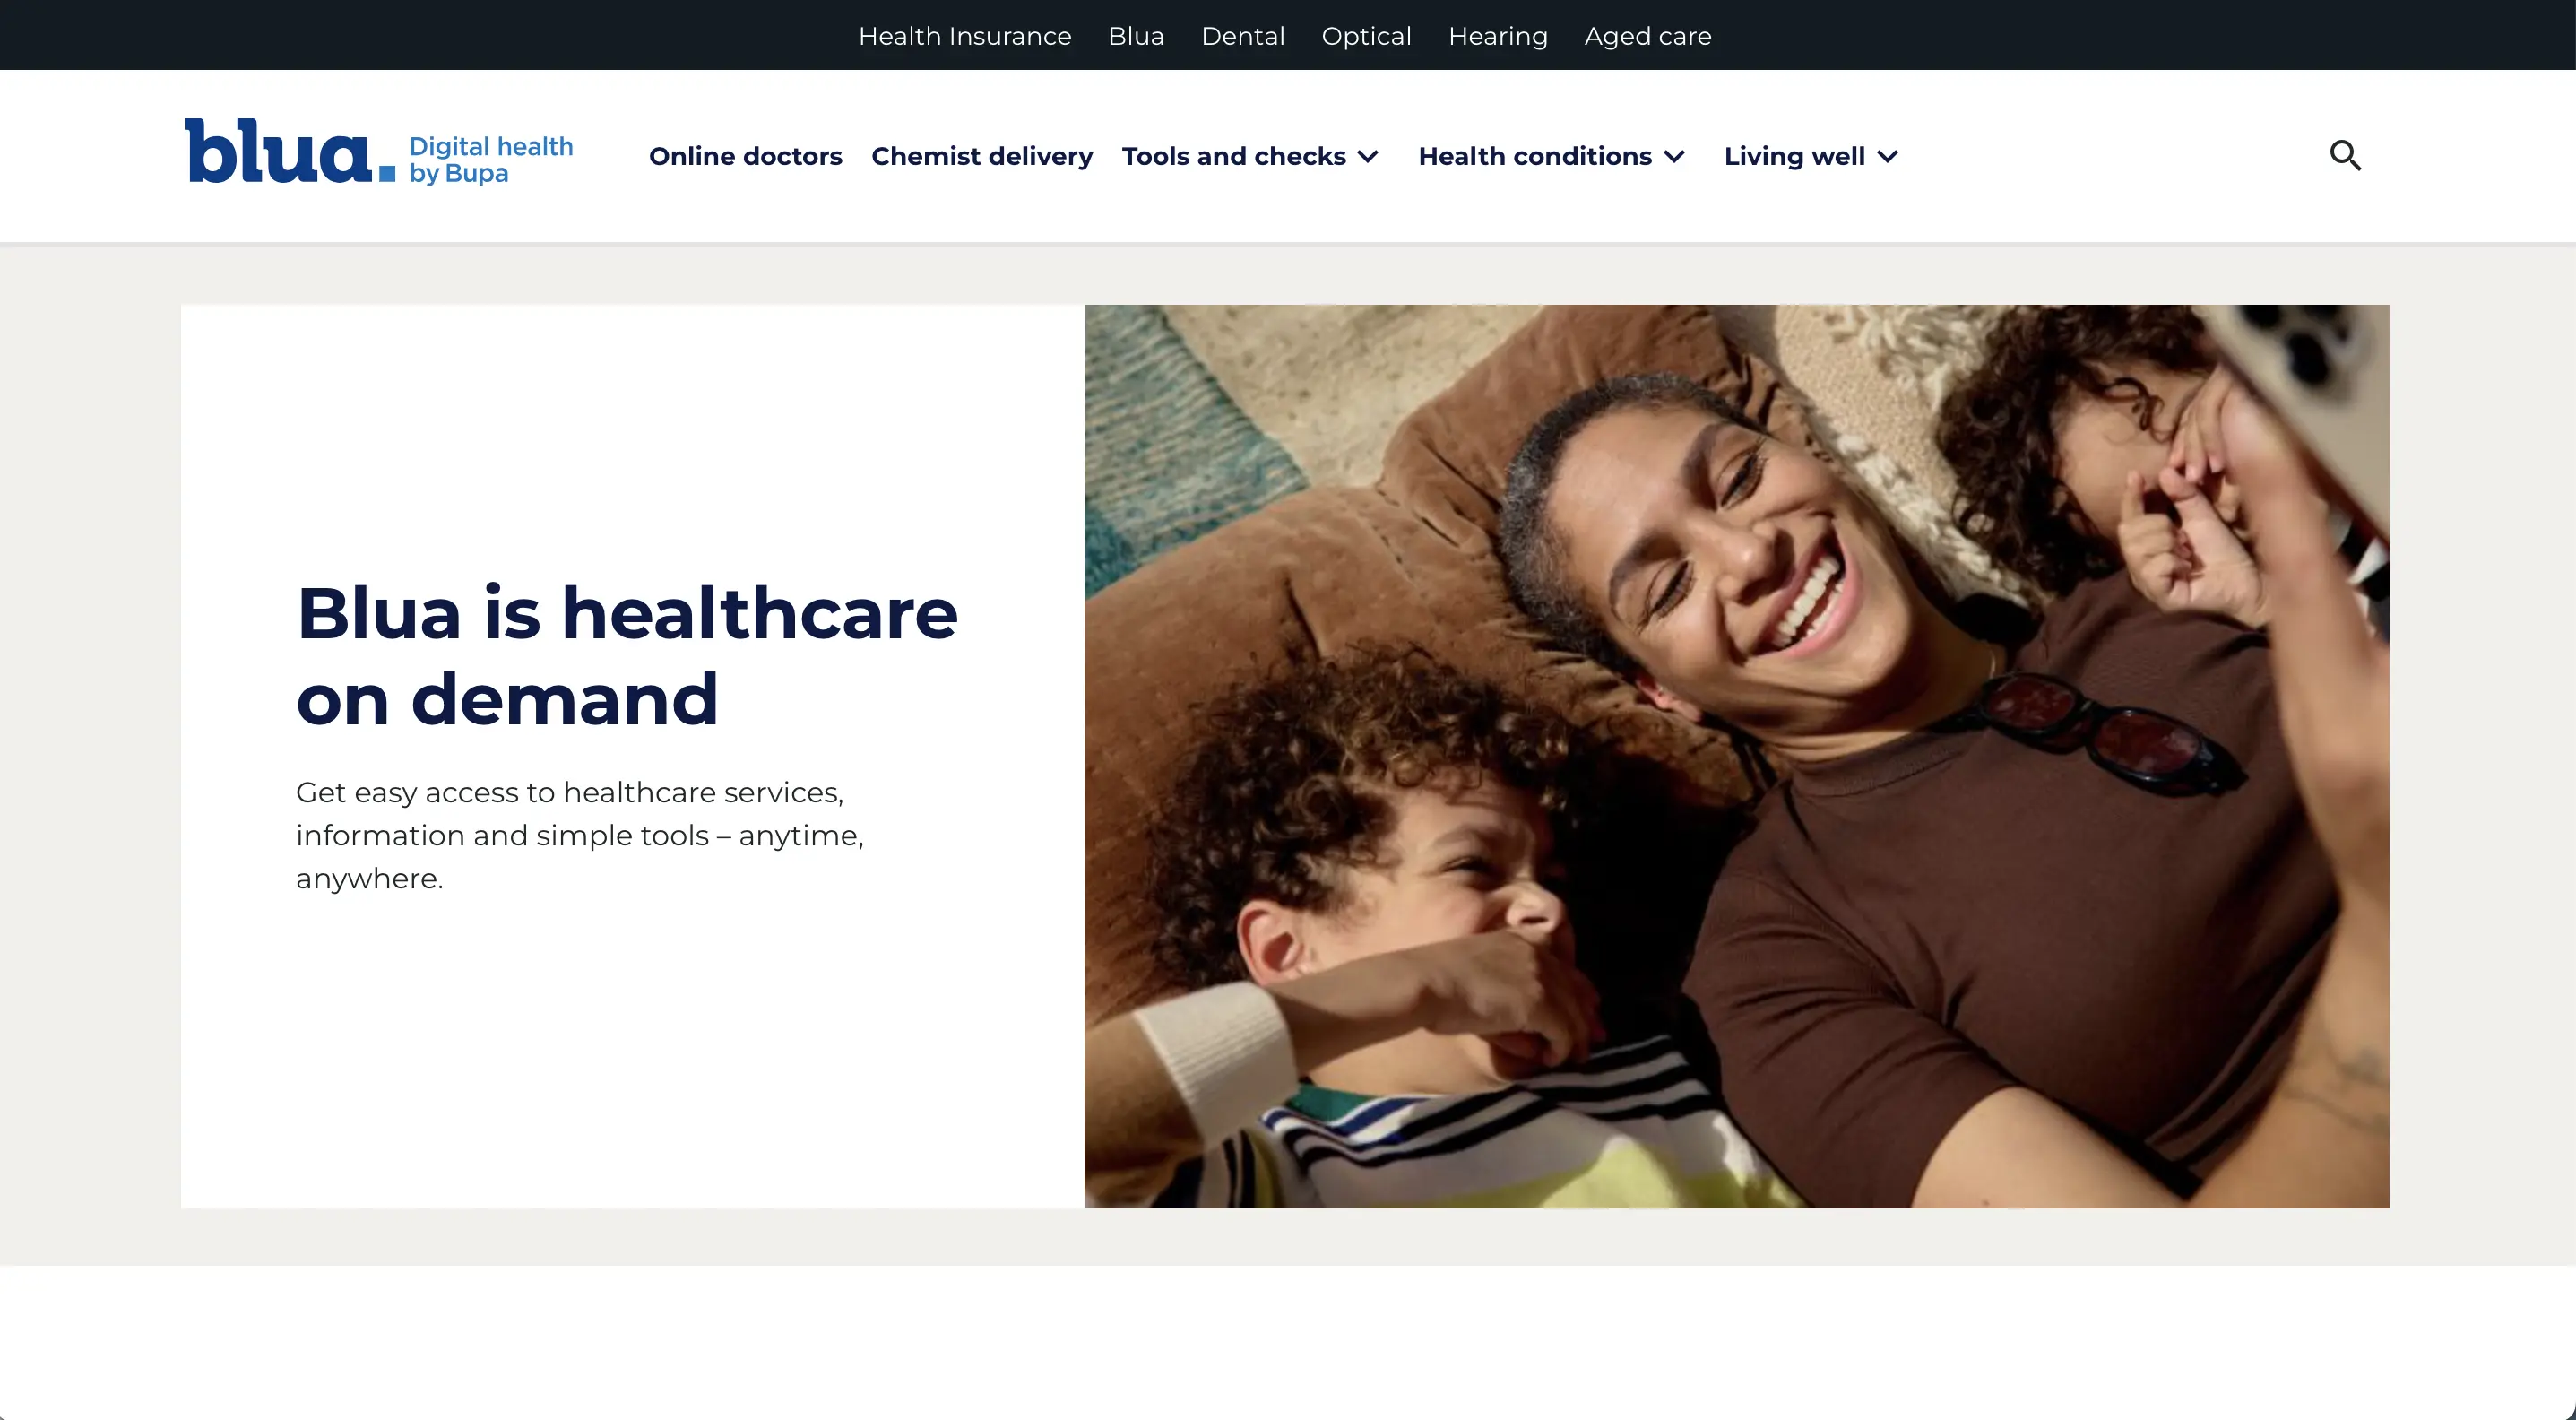 Health Insurance Blua Dental Optical Hearing Aged care
blua. Digital health
by Bupa
Online doctors Chemist delivery Tools and checks Health conditions Living well
Blua is healthcare
on demand
Get easy access to healthcare services,
information and simple tools – anytime,
anywhere.